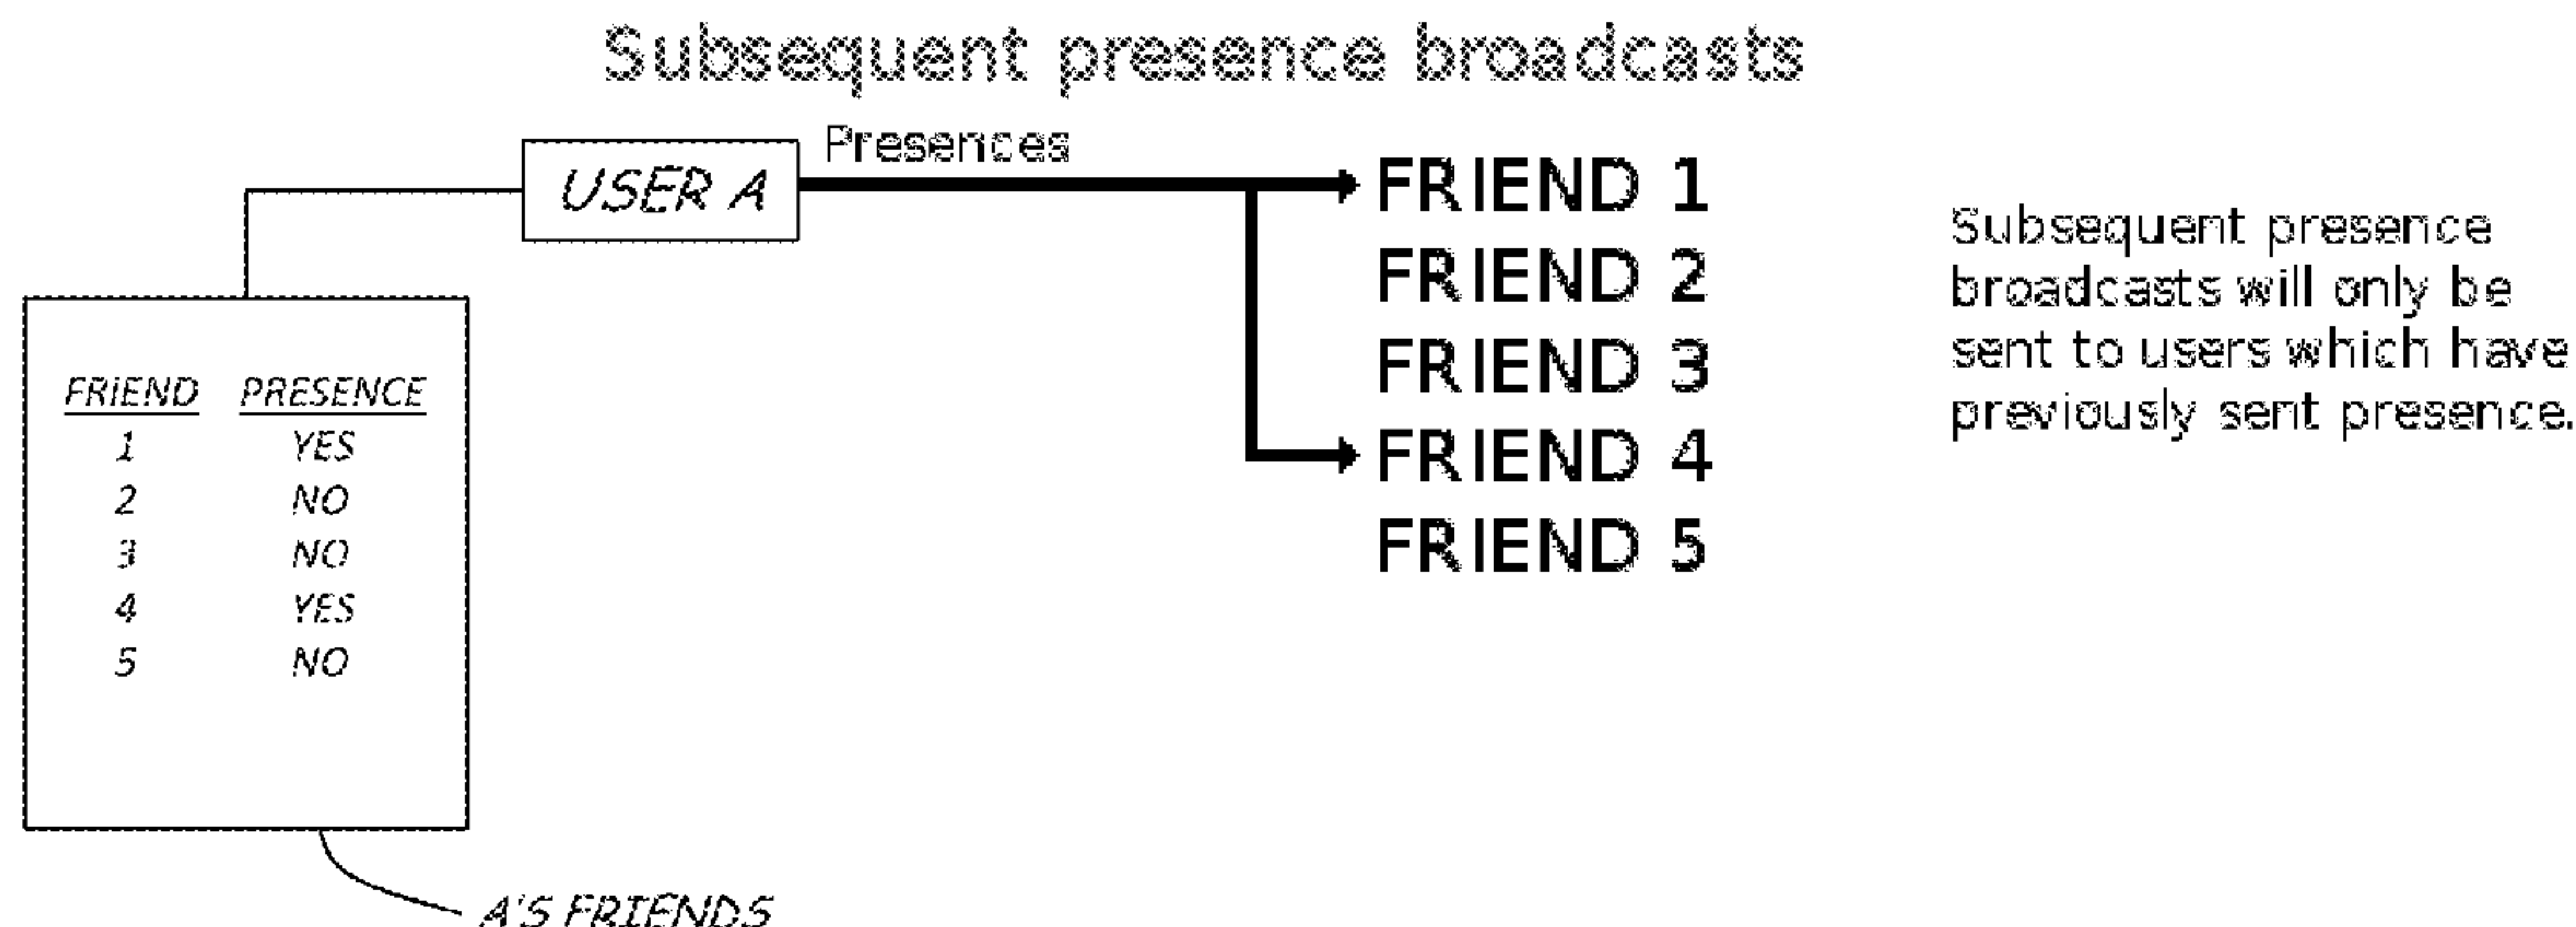 Subsequent presence broadcasts
USER A
Presences
FRIEND 1
FRIEND 2
FRIEND 3
FRIEND 4
FRIEND 5
Subsequent presence
broadcasts will only be
sent to users which have
previously sent presence.
FRIEND PRESENCE
1 YES
2 NO
3 NO
4 YES
5 NO
A'S FRIENDS